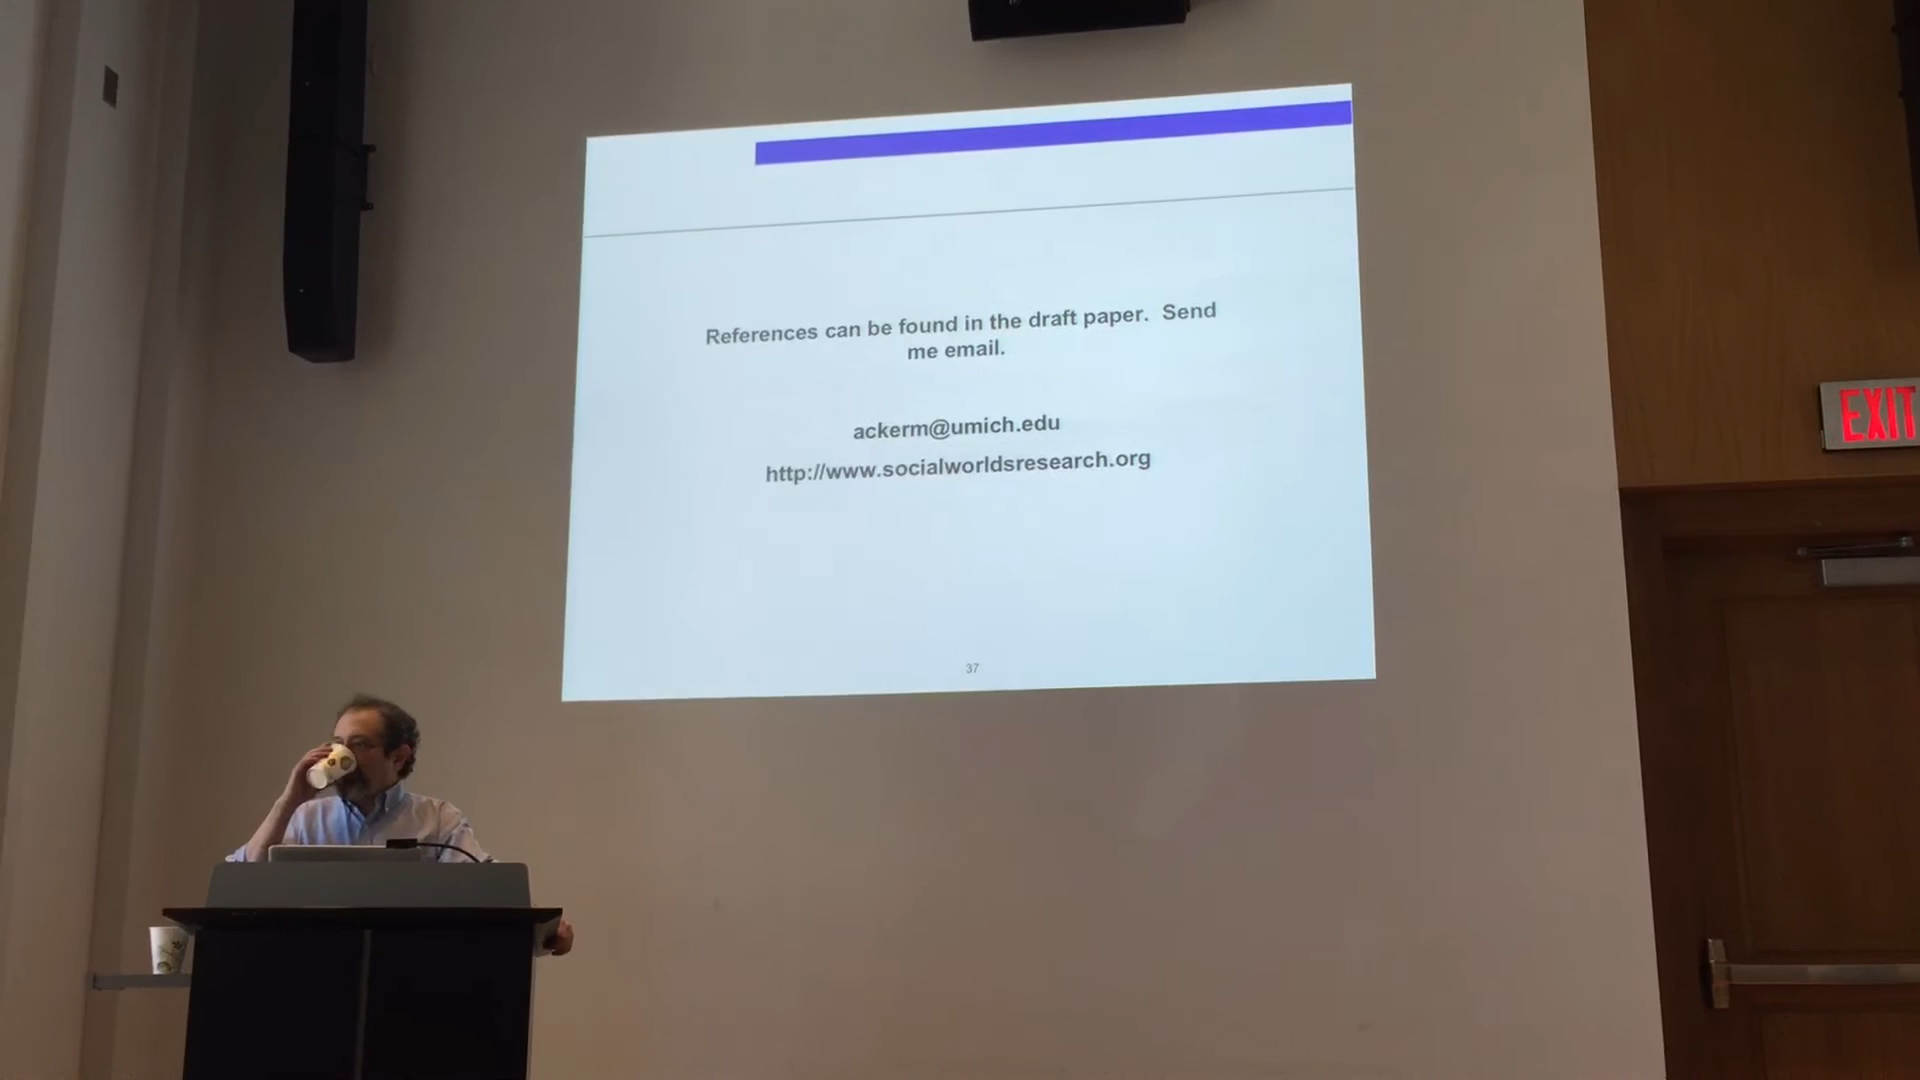 References can be found in the draft paper.  Send
me email.
ackerm@umich.edu
http://www.socialworldsresearch.org
37
EXIT